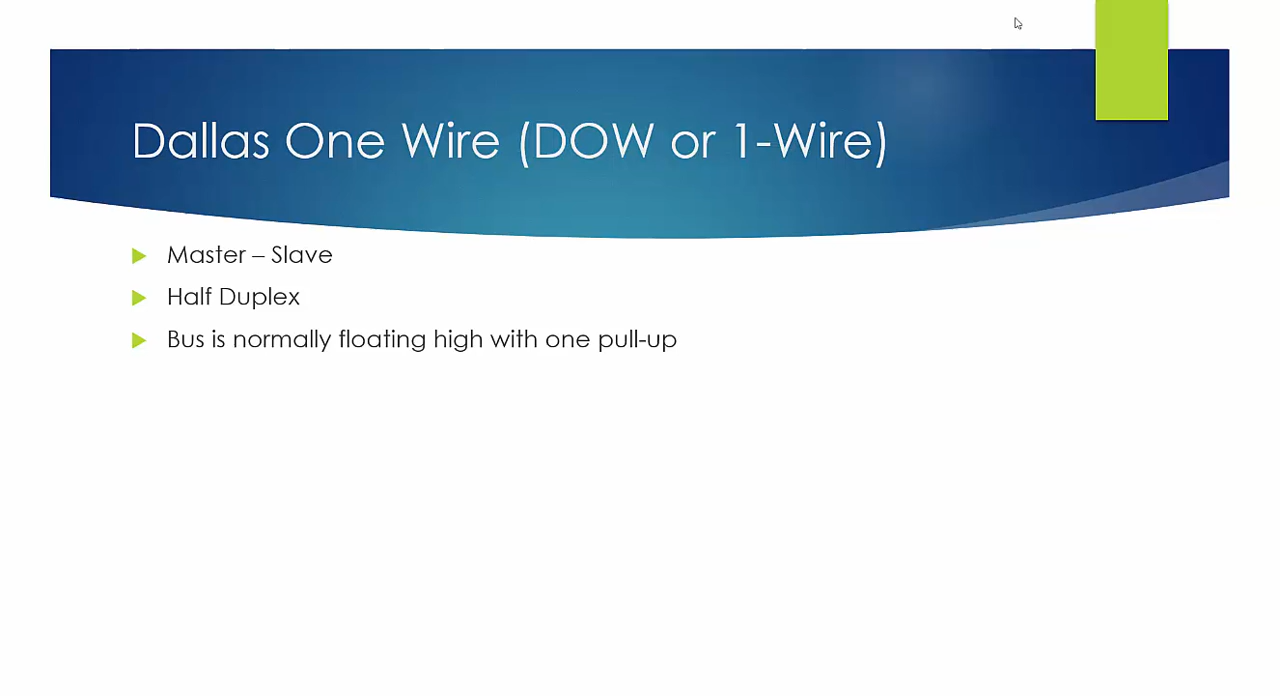 Dallas One Wire (DOW or 1-Wire)
Master – Slave
Half Duplex
Bus is normally floating high with one pull-up